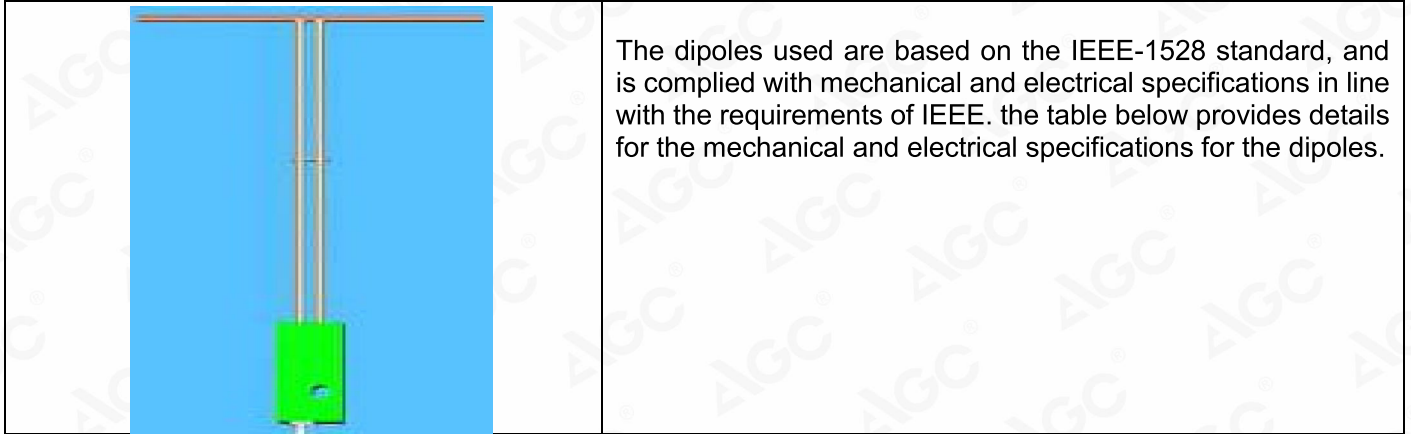 The dipoles used are based on the IEEE-1528 standard, and
is complied with mechanical and electrical specifications in line
with the requirements of IEEE. the table below provides details
for the mechanical and electrical specifications for the dipoles.